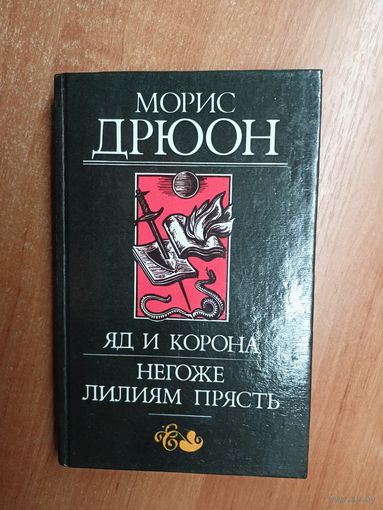 МОРИС
ДРЮОН
ЯД И КОРОНА
НЕГОЖЕ
ЛИЛИЯМ ПРЯСТЬ